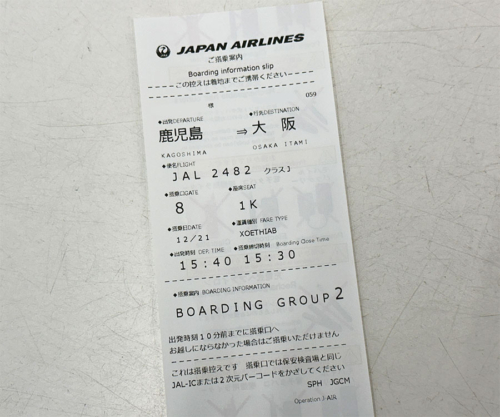 JAPAN AIRLINES
ご搭乗案内
Boarding information slip
ーーこの控えは着地までご携帯くださいーー
059
様
●出発DEPARTURE ●行先DESTINATION
鹿児島 ⇒ 大 阪
KAGOSHIMA OSAKA ITAMI
●便名FLIGHT
JAL 2482 クラスJ
●搭乗口GATE ●座席SEAT
8 1K
●搭乗日DATE ●運賃種別 FARE TYPE
12/21 XOETHIAB
●出発時刻 DEP.TIME ●搭乗締切時刻 Boarding Close Time
15:40 15:30
●搭乗案内 BOARDING INFORMATION
BOARDING GROUP 2
出発時刻10分前までに搭乗口へ
お越しにならなかった場合はご搭乗いただけません
これは搭乗控えです 搭乗口では保安検査場と同じ
JAL-ICまたは2次元バーコードをかざしてください
SPH JGCM
Operation J-AIR